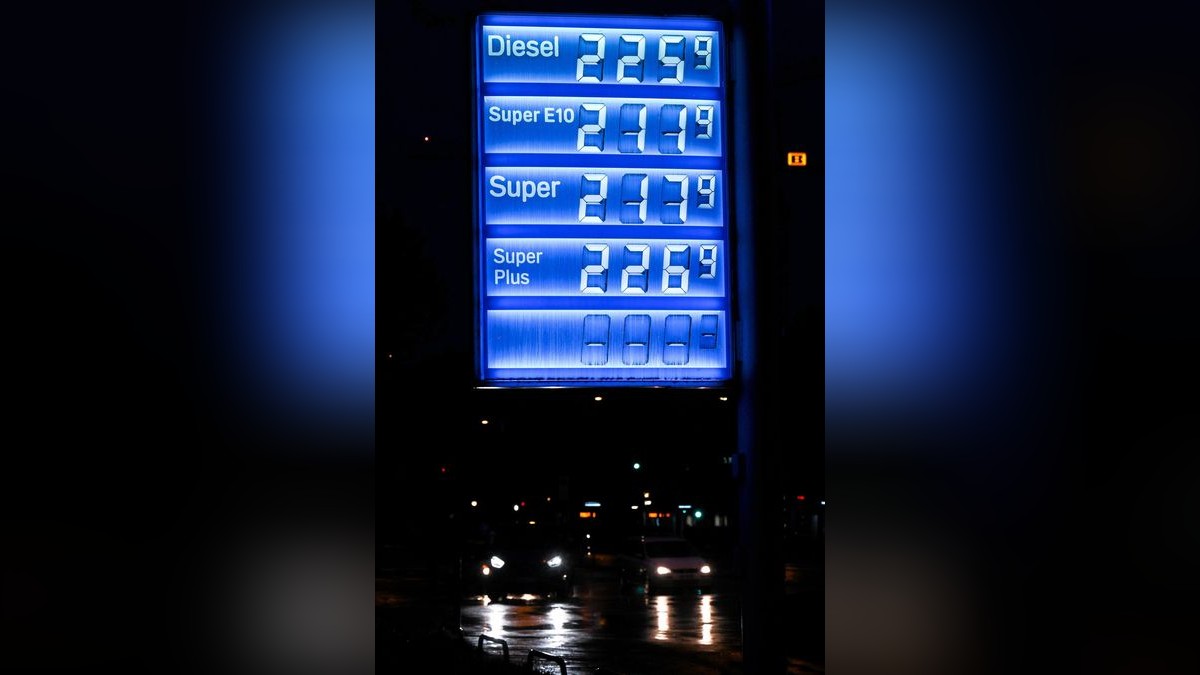 Diesel 225⁹
Super E10 211⁹
Super 217⁹
Super
Plus 226⁹
- - - -